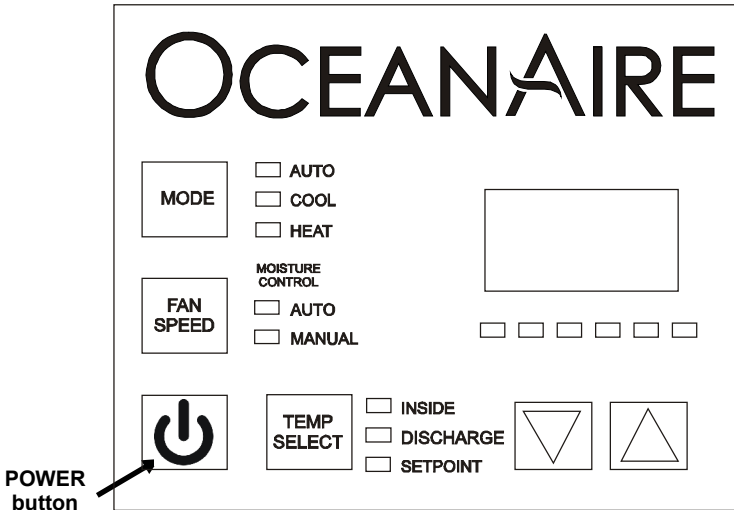 OCEANAIRE
MODE
AUTO
COOL
HEAT
MOISTURE
CONTROL
FAN
SPEED
AUTO
MANUAL
TEMP
SELECT
INSIDE
DISCHARGE
SETPOINT
POWER
button